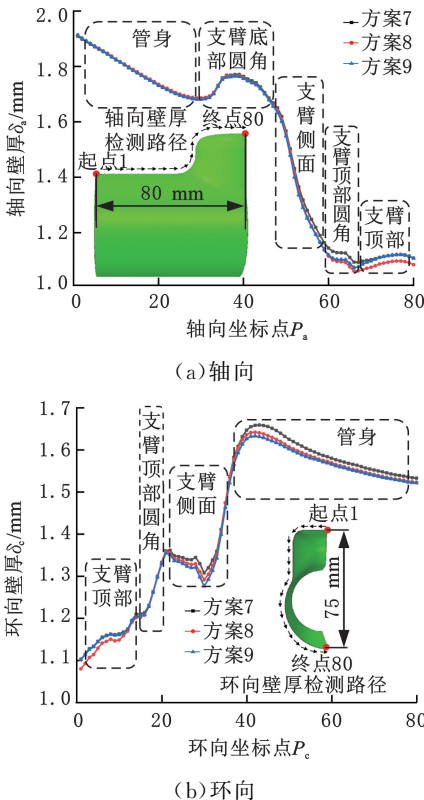 方案7
方案8
方案9
管身
支臂底
部圆角
支臂侧面
支臂顶部圆角
支臂
顶部
轴向壁厚
检测路径
起点1
终点80
80 mm
轴向壁厚δa/mm
2.0
1.8
1.6
1.4
1.2
1.0
0
20
40
60
80
轴向坐标点Pa
(a)轴向
环向壁厚δc/mm
1.7
1.6
1.5
1.4
1.3
1.2
1.1
1.0
支臂顶部圆角
支臂
侧面
管身
支臂
顶部
起点1
75 mm
终点80
方案7
方案8
方案9
环向壁厚检测路径
0
20
40
60
80
环向坐标点Pc
(b)环向